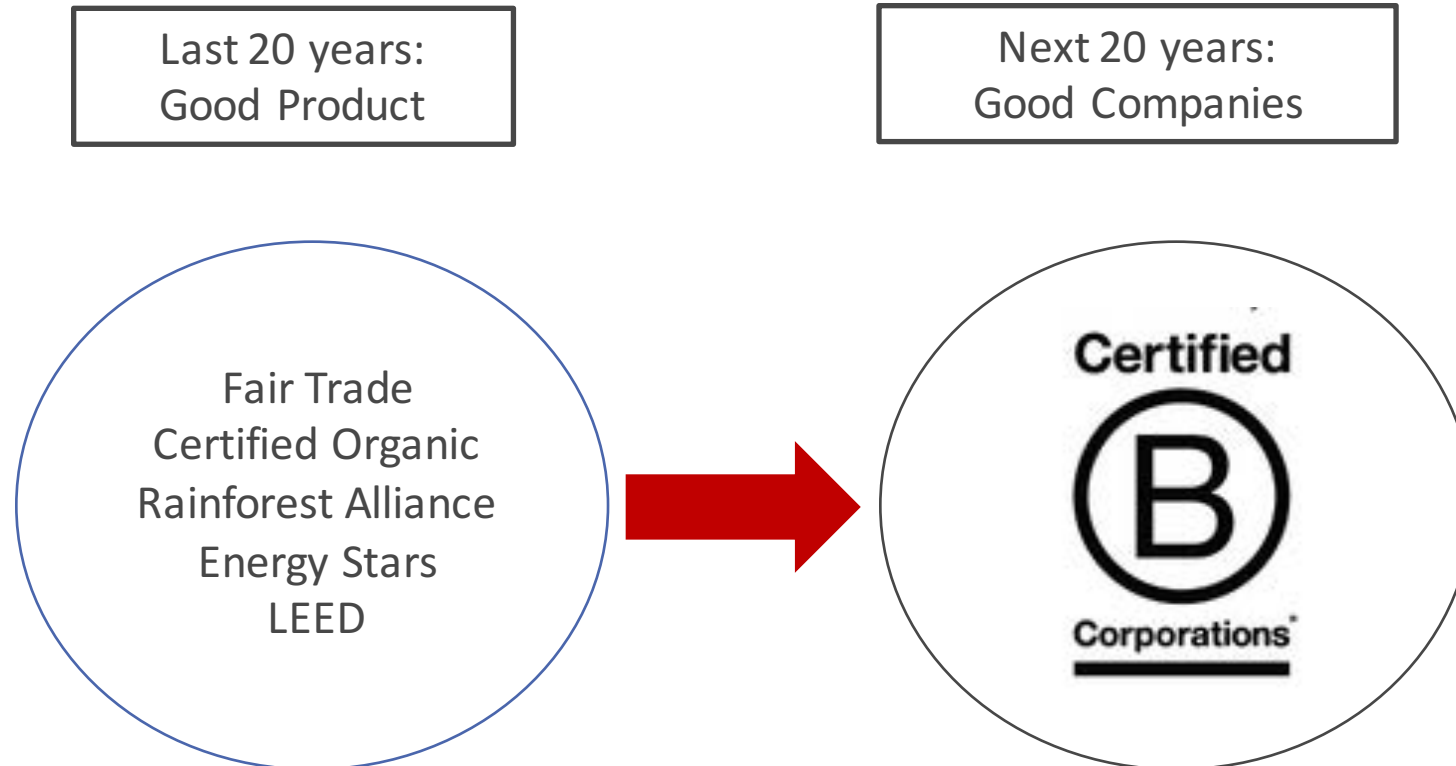 Last 20 years:
Good Product
Next 20 years:
Good Companies
Fair Trade
Certified Organic
Rainforest Alliance
Energy Stars
LEED
Certified
B
Corporations